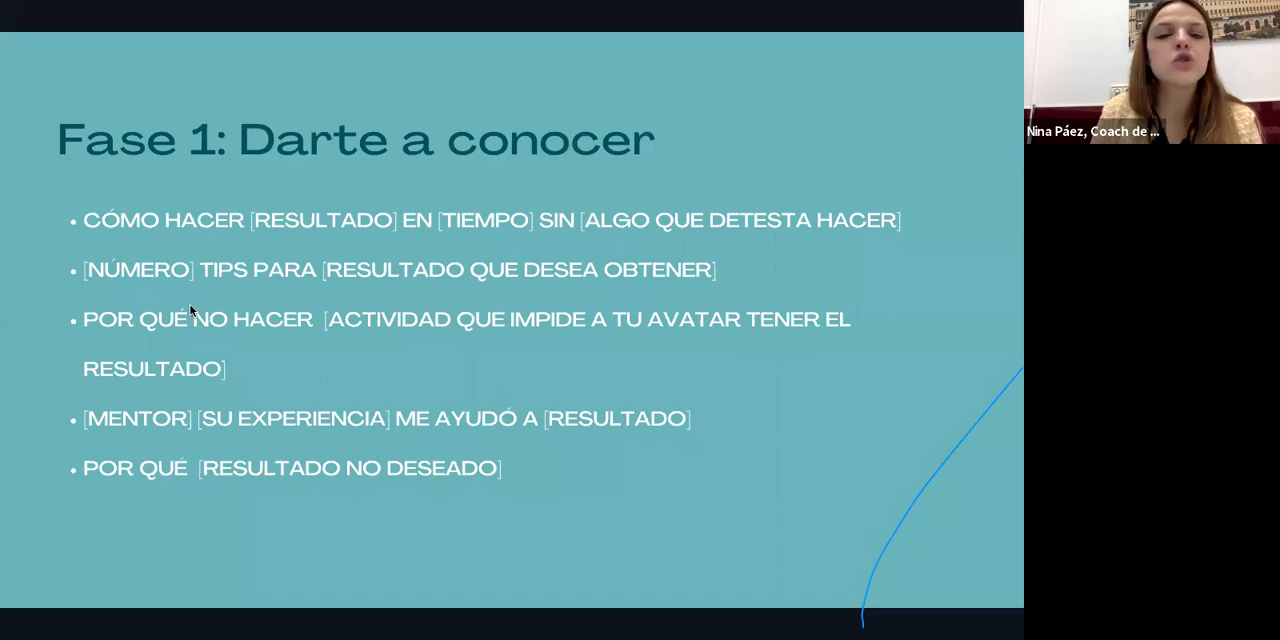 Fase 1: Darte a conocer
• CÓMO HACER [RESULTADO] EN [TIEMPO] SIN [ALGO QUE DETESTA HACER]
• [NÚMERO] TIPS PARA [RESULTADO QUE DESEA OBTENER]
• POR QUÉ NO HACER [ACTIVIDAD QUE IMPIDE A TU AVATAR TENER EL
RESULTADO]
• [MENTOR] [SU EXPERIENCIA] ME AYUDÓ A [RESULTADO]
• POR QUÉ [RESULTADO NO DESEADO]
Nina Páez, Coach de ...